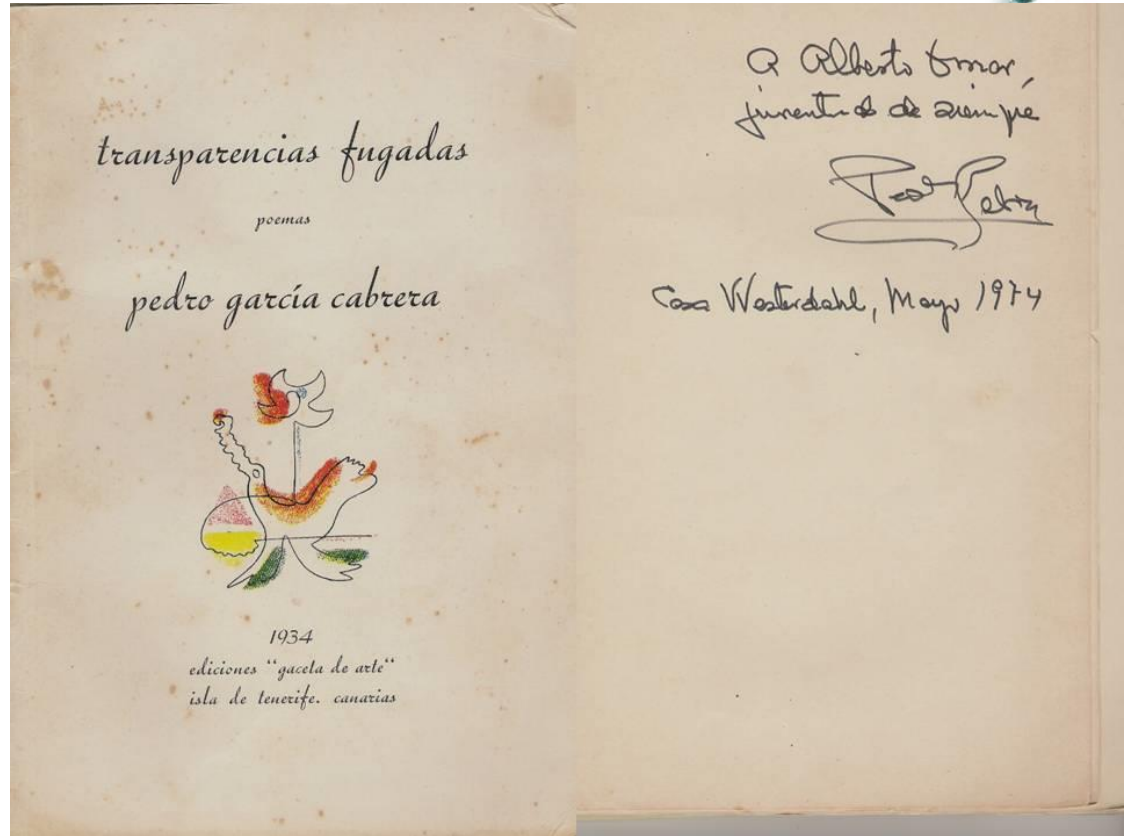 transparencias fugadas
poemas
pedro garcía cabrera
1934
ediciones "gaceta de arte"
isla de tenerife. canarias
A Alberto Omar,
juventud de siempre
Casa Westerdahl, Mayo 1974